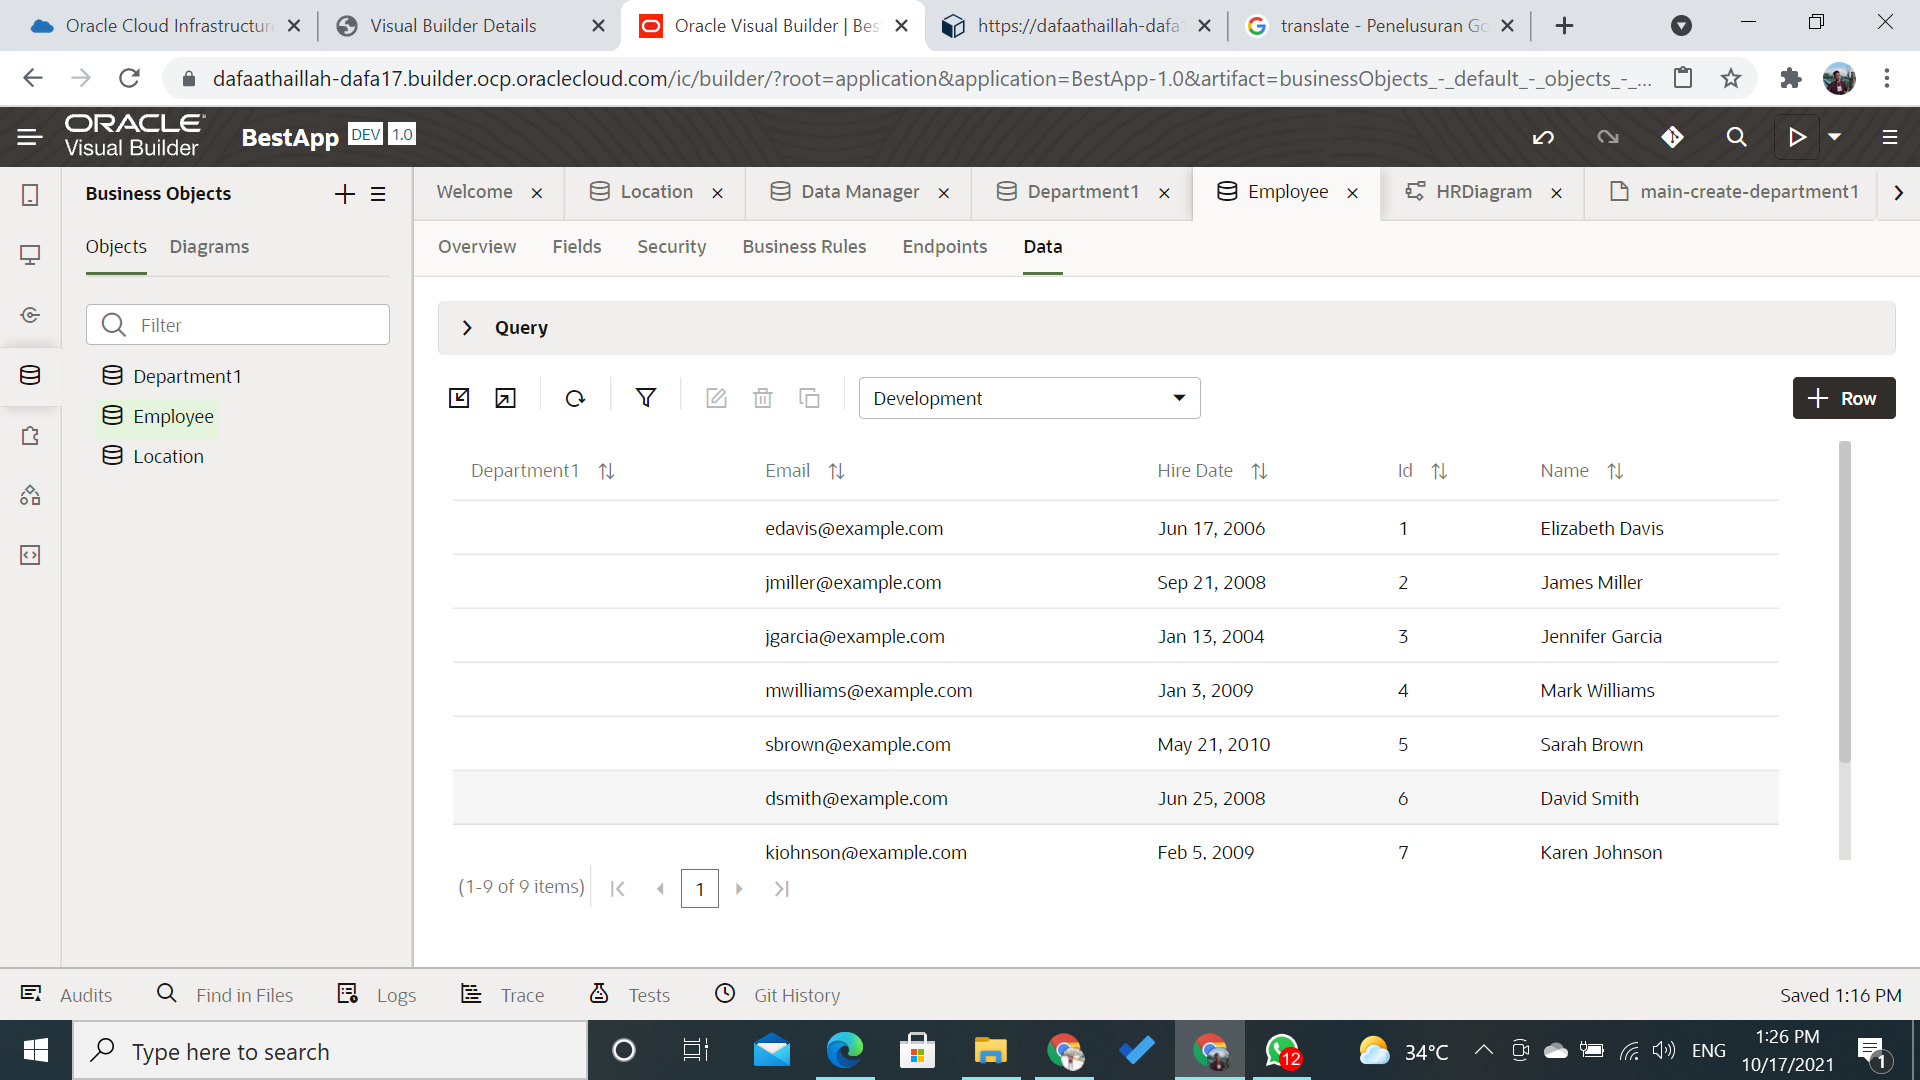 Oracle Cloud Infrastructure
Visual Builder Details
Oracle Visual Builder | Bes
https://dafaathaillah-dafa1
translate - Penelusuran Go
dafaathaillah-dafa17.builder.ocp.oraclecloud.com/ic/builder/?root=application&application=BestApp-1.0&artifact=businessObjects_-_default_-_objects_-_...
ORACLE
Visual Builder
BestApp DEV 1.0
Business Objects
Welcome
Location
Data Manager
Department1
Employee
HRDiagram
main-create-department1
Objects
Diagrams
Overview
Fields
Security
Business Rules
Endpoints
Data
Filter
Query
Department1
Employee
Location
Development
Row
Department1 Email Hire Date Id Name
edavis@example.com Jun 17, 2006 1 Elizabeth Davis
jmiller@example.com Sep 21, 2008 2 James Miller
jgarcia@example.com Jan 13, 2004 3 Jennifer Garcia
mwilliams@example.com Jan 3, 2009 4 Mark Williams
sbrown@example.com May 21, 2010 5 Sarah Brown
dsmith@example.com Jun 25, 2008 6 David Smith
kjohnson@example.com Feb 5, 2009 7 Karen Johnson
(1-9 of 9 items) 1
Audits
Find in Files
Logs
Trace
Tests
Git History
Saved 1:16 PM
Type here to search
12
34°C
ENG
1:26 PM
10/17/2021
1